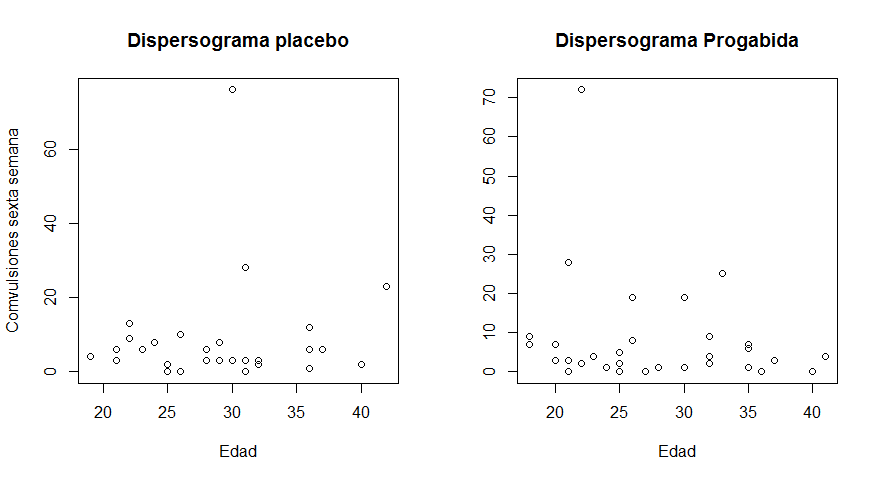 Dispersograma placebo
Comvulsiones sexta semana
60
40
20
0
20 25 30 35 40
Edad
Dispersograma Progabida
70
60
50
40
30
20
10
0
20 25 30 35 40
Edad